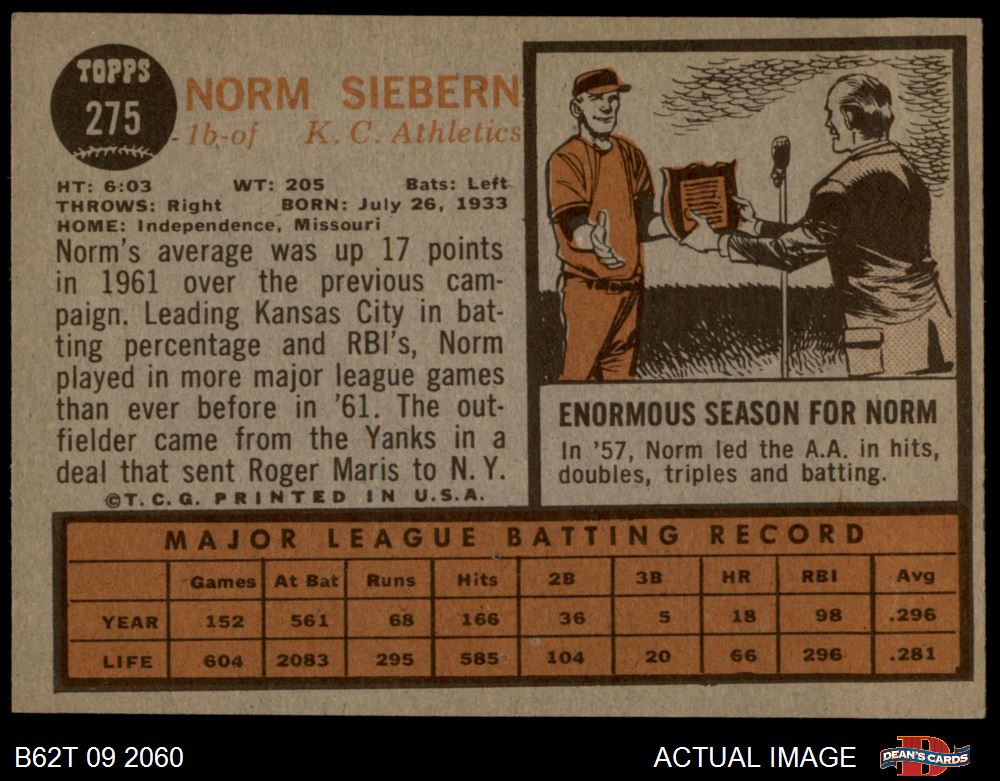 TOPPS
275
NORM SIEBERN
1b-of K. C. Athletics
HT: 6:03 WT: 205 Bats: Left
THROWS: Right BORN: July 26, 1933
HOME: Independence, Missouri
Norm's average was up 17 points
in 1961 over the previous cam-
paign. Leading Kansas City in bat-
ting percentage and RBI's, Norm
played in more major league games
than ever before in '61. The out-
fielder came from the Yanks in a
deal that sent Roger Maris to N. Y.
©T. C. G. PRINTED IN U.S.A.
ENORMOUS SEASON FOR NORM
In '57, Norm led the A.A. in hits,
doubles, triples and batting.
MAJOR LEAGUE BATTING RECORD
Games At Bat Runs Hits 2B 3B HR RBI Avg
YEAR 152 561 68 166 36 5 18 98 .296
LIFE 604 2083 295 585 104 20 66 296 .281
B62T 09 2060 ACTUAL IMAGE DEAN'S CARDS